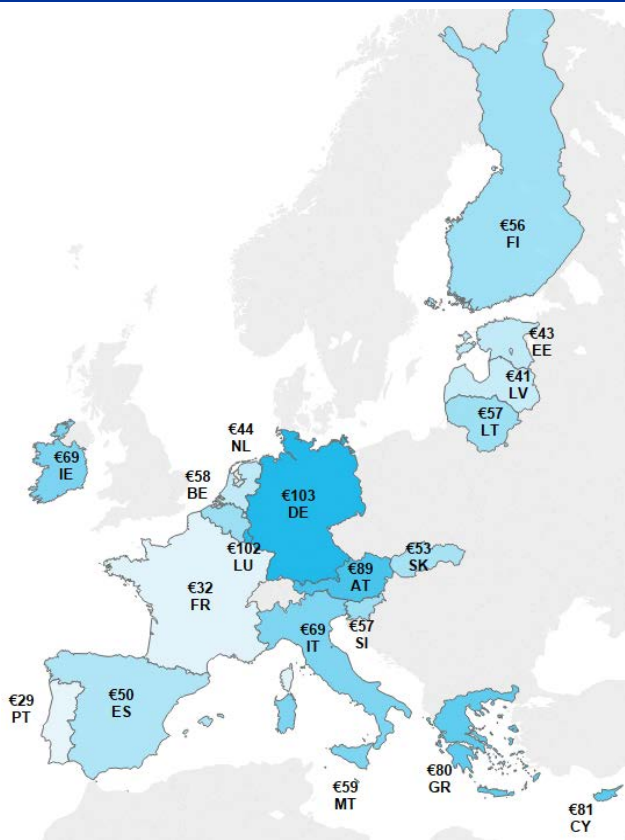 €56
FI
€43
EE
€41
LV
€57
LT
€44
NL
€69
IE
€58
BE
€103
DE
€102
LU
€53
SK
€89
AT
€32
FR
€57
SI
€69
IT
€50
ES
€29
PT
€59
MT
€80
GR
€81
CY